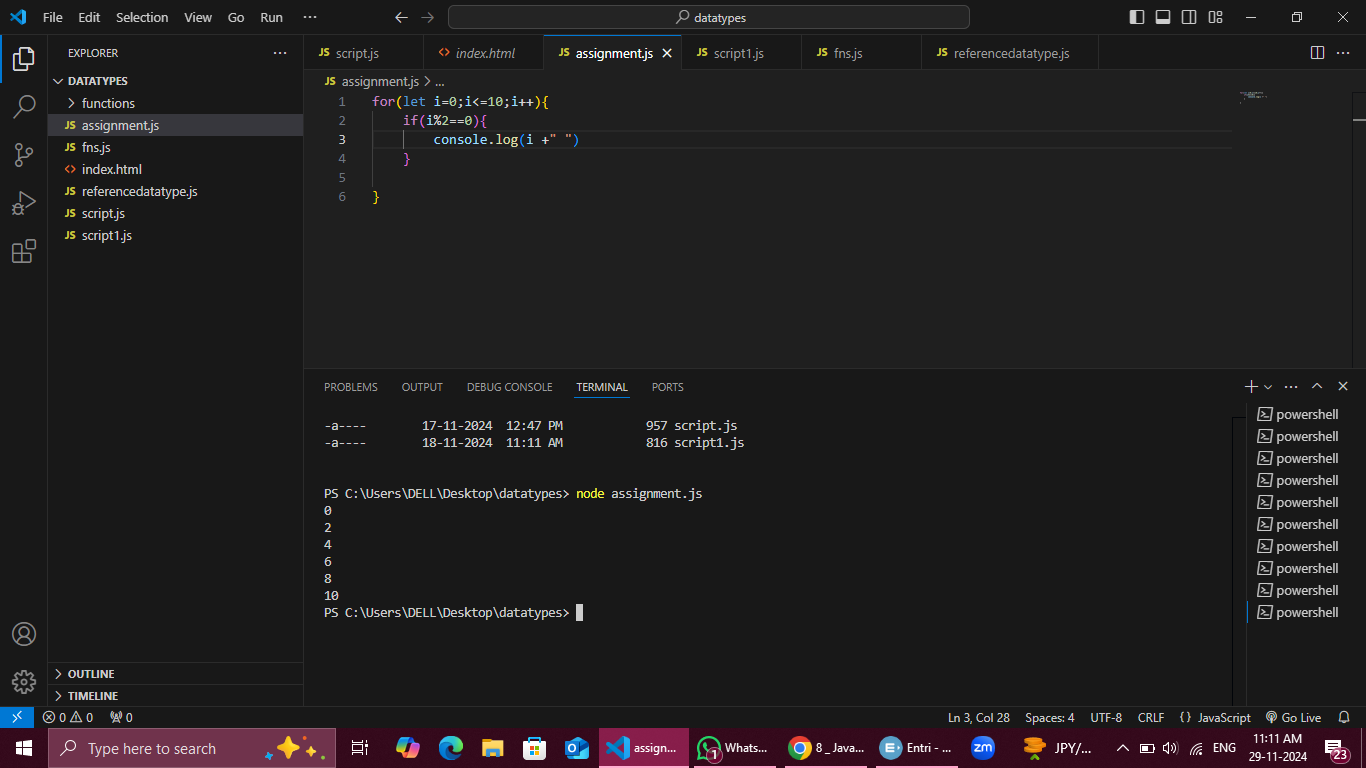 File Edit Selection View Go Run ···
datatypes
EXPLORER ···
DATATYPES
functions
JS assignment.js
JS fns.js
<> index.html
JS referencedatatype.js
JS script.js
JS script1.js
OUTLINE
TIMELINE
JS script.js
<> index.html
JS assignment.js
JS script1.js
JS fns.js
JS referencedatatype.js
JS assignment.js > ...
1 for(let i=0;i<=10;i++){
2 if(i%2==0){
3 console.log(i +" ")
4 }
5
6 }
PROBLEMS OUTPUT DEBUG CONSOLE TERMINAL PORTS
-a---- 17-11-2024 12:47 PM 957 script.js
-a---- 18-11-2024 11:11 AM 816 script1.js
PS C:\Users\DELL\Desktop\datatypes> node assignment.js
0
2
4
6
8
10
PS C:\Users\DELL\Desktop\datatypes>
powershell
powershell
powershell
powershell
powershell
powershell
powershell
powershell
powershell
powershell
0 0 0
Ln 3, Col 28 Spaces: 4 UTF-8 CRLF {} JavaScript Go Live
Type here to search
assign...
1 Whats...
8 _ Java...
E Entri - ...
zm
JPY/...
ENG
11:11 AM
29-11-2024
23